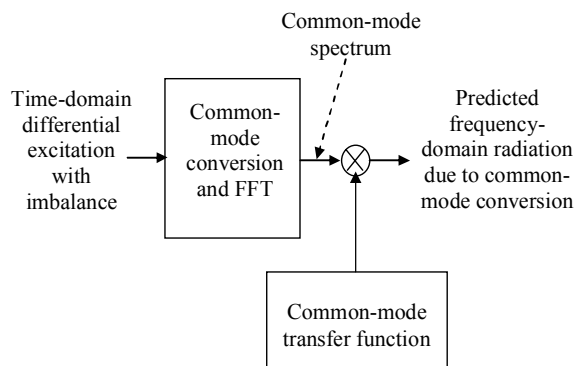 Common-mode
spectrum
Time-domain
differential
excitation
with
imbalance
Common-
mode
conversion
and FFT
Predicted
frequency-
domain radiation
due to common-
mode conversion
Common-mode
transfer function